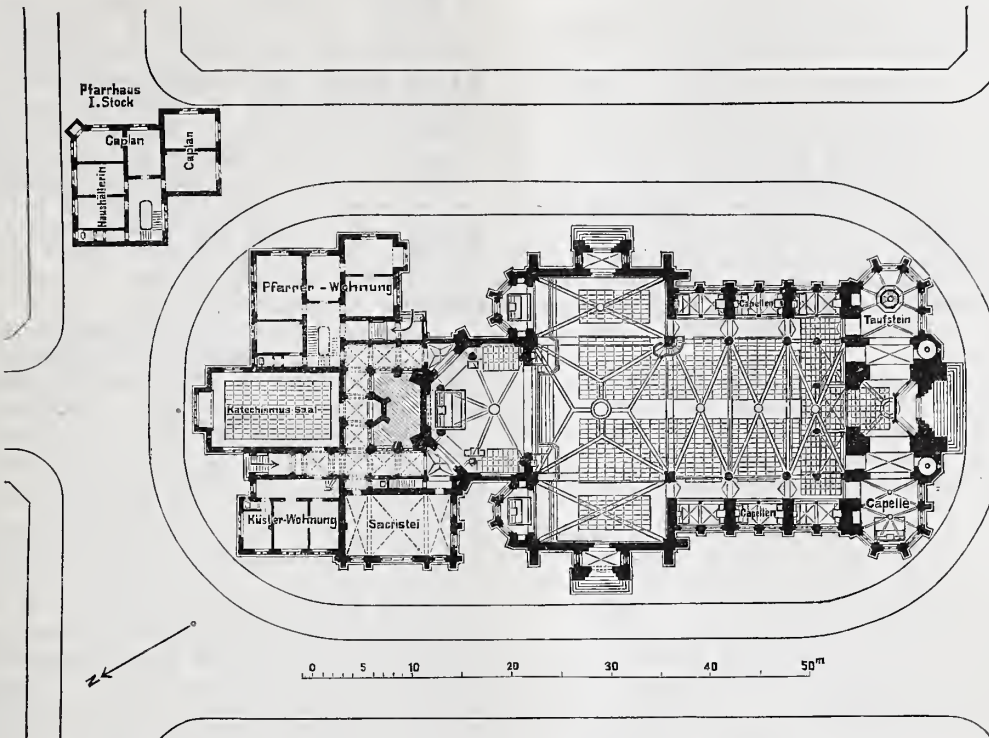 Pfarrhaus
I. Stock
Caplan
Caplan
Haushälterin
Pfarrer-Wohnung
Capellen
Taufstein
Katechismus-Saal
Küster-Wohnung
Sacristei
Capellen
Capelle
N
0 5 10 20 30 40 50m